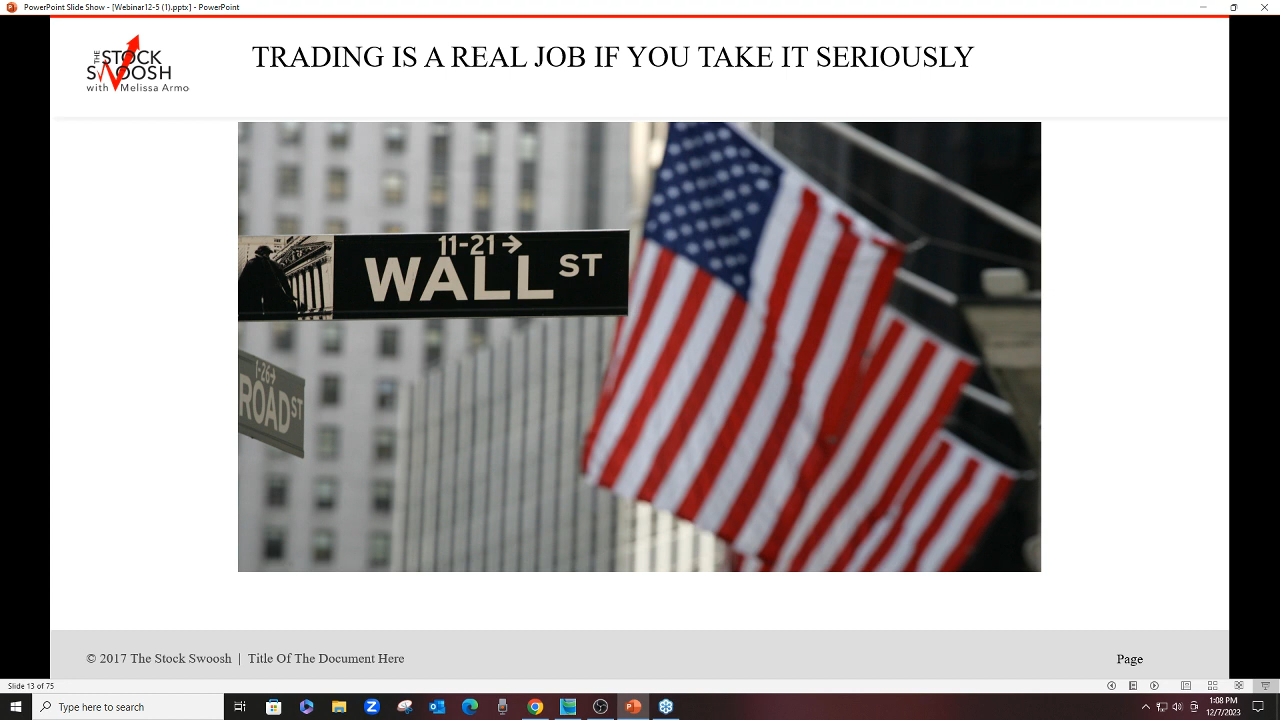 PowerPoint Slide Show - [Webinar12-5 (1).pptx] - PowerPoint
THE
STOCK
SWOOSH
with Melissa Armo
TRADING IS A REAL JOB IF YOU TAKE IT SERIOUSLY
11-21→
WALL ST
1-26→
ROAD ST
© 2017 The Stock Swoosh | Title Of The Document Here
Page
Slide 13 of 75
Type here to search
1:08 PM
12/7/2023